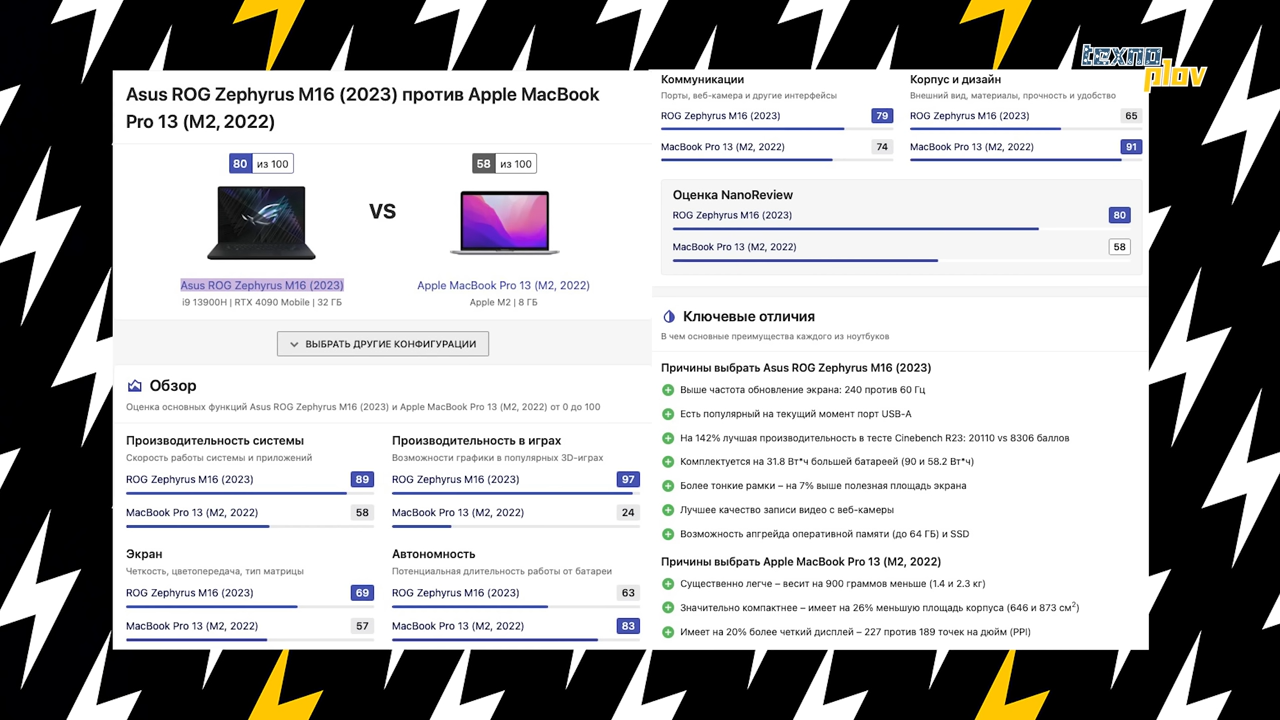 техно
plov
Asus ROG Zephyrus M16 (2023) против Apple MacBook
Pro 13 (M2, 2022)
80 из 100
58 из 100
VS
Asus ROG Zephyrus M16 (2023)
i9 13900H | RTX 4090 Mobile | 32 ГБ
Apple MacBook Pro 13 (M2, 2022)
Apple M2 | 8 ГБ
ВЫБРАТЬ ДРУГИЕ КОНФИГУРАЦИИ
Обзор
Оценка основных функций Asus ROG Zephyrus M16 (2023) и Apple MacBook Pro 13 (M2, 2022) от 0 до 100
Производительность системы
Скорость работы системы и приложений
ROG Zephyrus M16 (2023) 89
MacBook Pro 13 (M2, 2022) 58
Производительность в играх
Возможности графики в популярных 3D-играх
ROG Zephyrus M16 (2023) 97
MacBook Pro 13 (M2, 2022) 24
Экран
Четкость, цветопередача, тип матрицы
ROG Zephyrus M16 (2023) 69
MacBook Pro 13 (M2, 2022) 57
Автономность
Потенциальная длительность работы от батареи
ROG Zephyrus M16 (2023) 63
MacBook Pro 13 (M2, 2022) 83
Коммуникации
Порты, веб-камера и другие интерфейсы
ROG Zephyrus M16 (2023) 79
MacBook Pro 13 (M2, 2022) 74
Корпус и дизайн
Внешний вид, материалы, прочность и удобство
ROG Zephyrus M16 (2023) 65
MacBook Pro 13 (M2, 2022) 91
Оценка NanoReview
ROG Zephyrus M16 (2023) 80
MacBook Pro 13 (M2, 2022) 58
Ключевые отличия
В чем основные преимущества каждого из ноутбуков
Причины выбрать Asus ROG Zephyrus M16 (2023)
Выше частота обновление экрана: 240 против 60 Гц
Есть популярный на текущий момент порт USB-A
На 142% лучшая производительность в тесте Cinebench R23: 20110 vs 8306 баллов
Комплектуется на 31.8 Вт*ч большей батареей (90 и 58.2 Вт*ч)
Более тонкие рамки – на 7% выше полезная площадь экрана
Лучшее качество записи видео с веб-камеры
Возможность апгрейда оперативной памяти (до 64 ГБ) и SSD
Причины выбрать Apple MacBook Pro 13 (M2, 2022)
Существенно легче – весит на 900 граммов меньше (1.4 и 2.3 кг)
Значительно компактнее – имеет на 26% меньшую площадь корпуса (646 и 873 см²)
Имеет на 20% более четкий дисплей – 227 против 189 точек на дюйм (PPI)